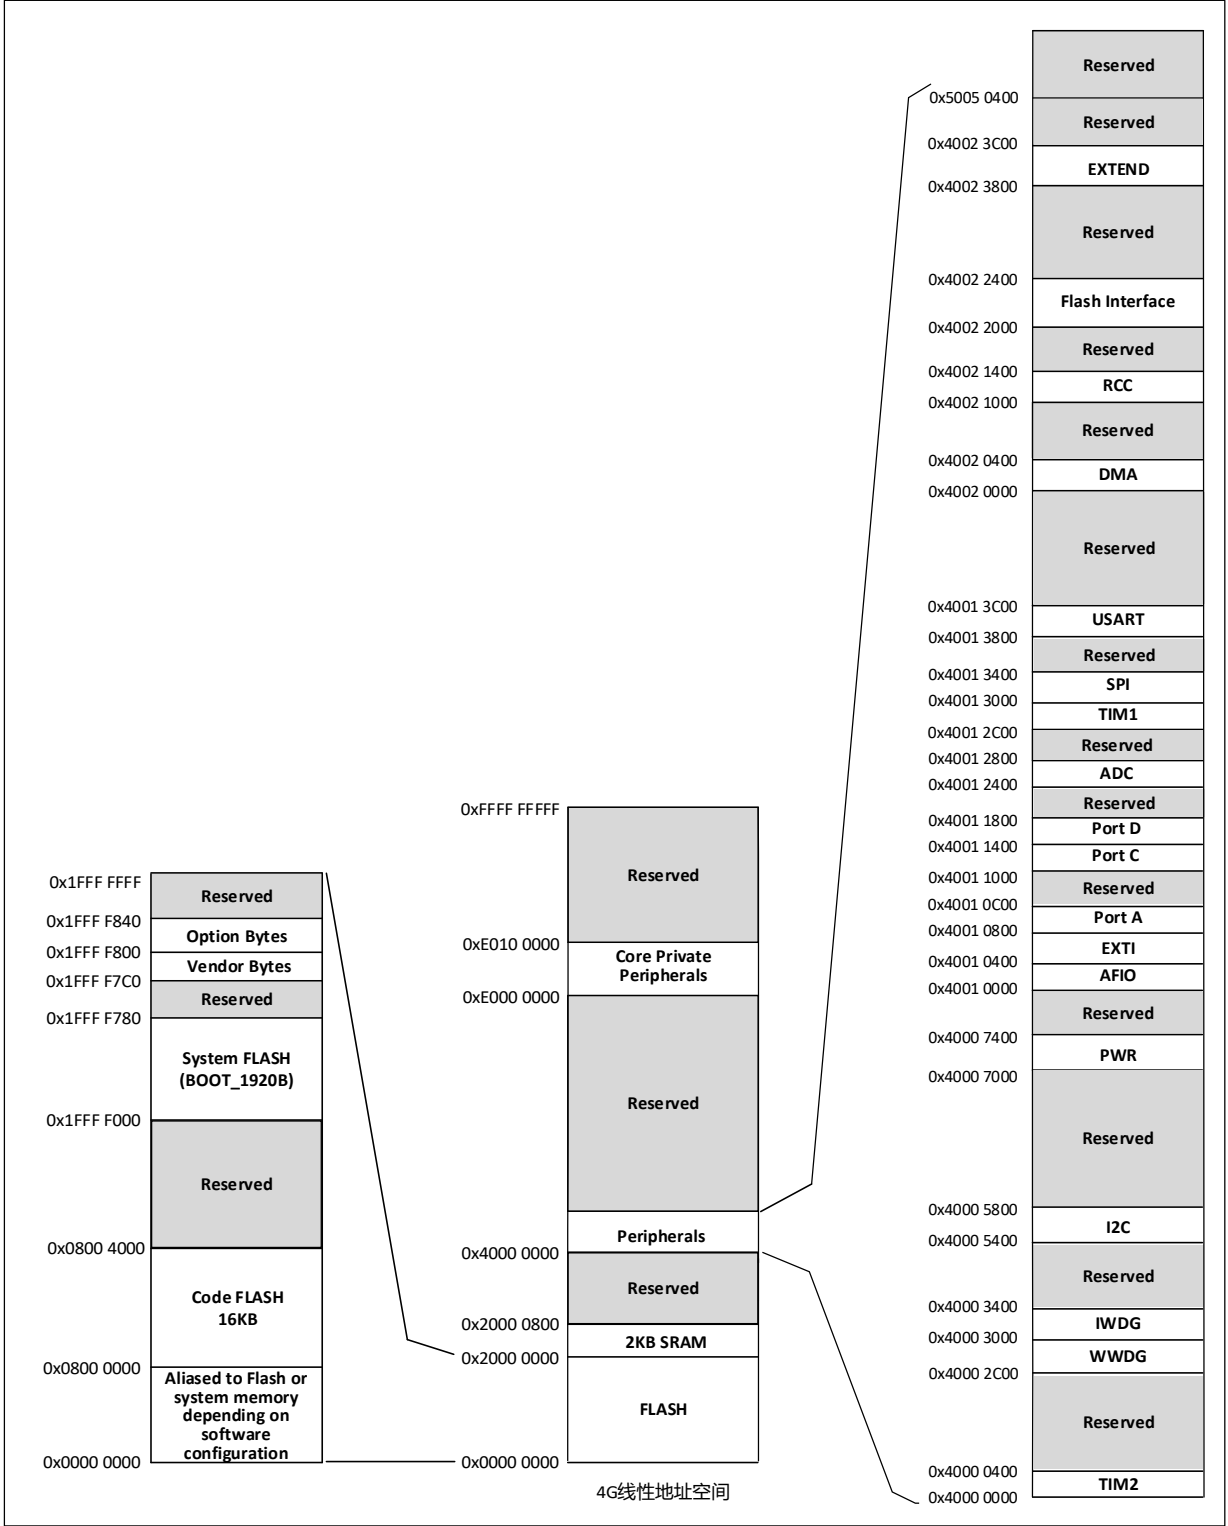 Reserved
0x5005 0400
Reserved
0x4002 3C00
EXTEND
0x4002 3800
Reserved
0x4002 2400
Flash Interface
0x4002 2000
Reserved
0x4002 1400
RCC
0x4002 1000
Reserved
0x4002 0400
DMA
0x4002 0000
Reserved
0x4001 3C00
USART
0x4001 3800
Reserved
0x4001 3400
SPI
0x4001 3000
TIM1
0x4001 2C00
Reserved
0x4001 2800
ADC
0x4001 2400
Reserved
0x4001 1800
Port D
0x4001 1400
Port C
0x4001 1000
Reserved
0x4001 0C00
Port A
0x4001 0800
EXTI
0x4001 0400
AFIO
0x4001 0000
Reserved
0x4000 7400
PWR
0x4000 7000
Reserved
0x4000 5800
I2C
0x4000 5400
Reserved
0x4000 3400
IWDG
0x4000 3000
WWDG
0x4000 2C00
Reserved
0x4000 0400
TIM2
0x4000 0000
0xFFFF FFFFF
Reserved
0xE010 0000
Core Private
Peripherals
0xE000 0000
Reserved
Peripherals
0x4000 0000
Reserved
0x2000 0800
2KB SRAM
0x2000 0000
FLASH
0x0000 0000
4G线性地址空间
0x1FFF FFFF
Reserved
0x1FFF F840
Option Bytes
0x1FFF F800
Vendor Bytes
0x1FFF F7C0
Reserved
0x1FFF F780
System FLASH
(BOOT_1920B)
0x1FFF F000
Reserved
0x0800 4000
Code FLASH
16KB
0x0800 0000
Aliased to Flash or
system memory
depending on
software
configuration
0x0000 0000